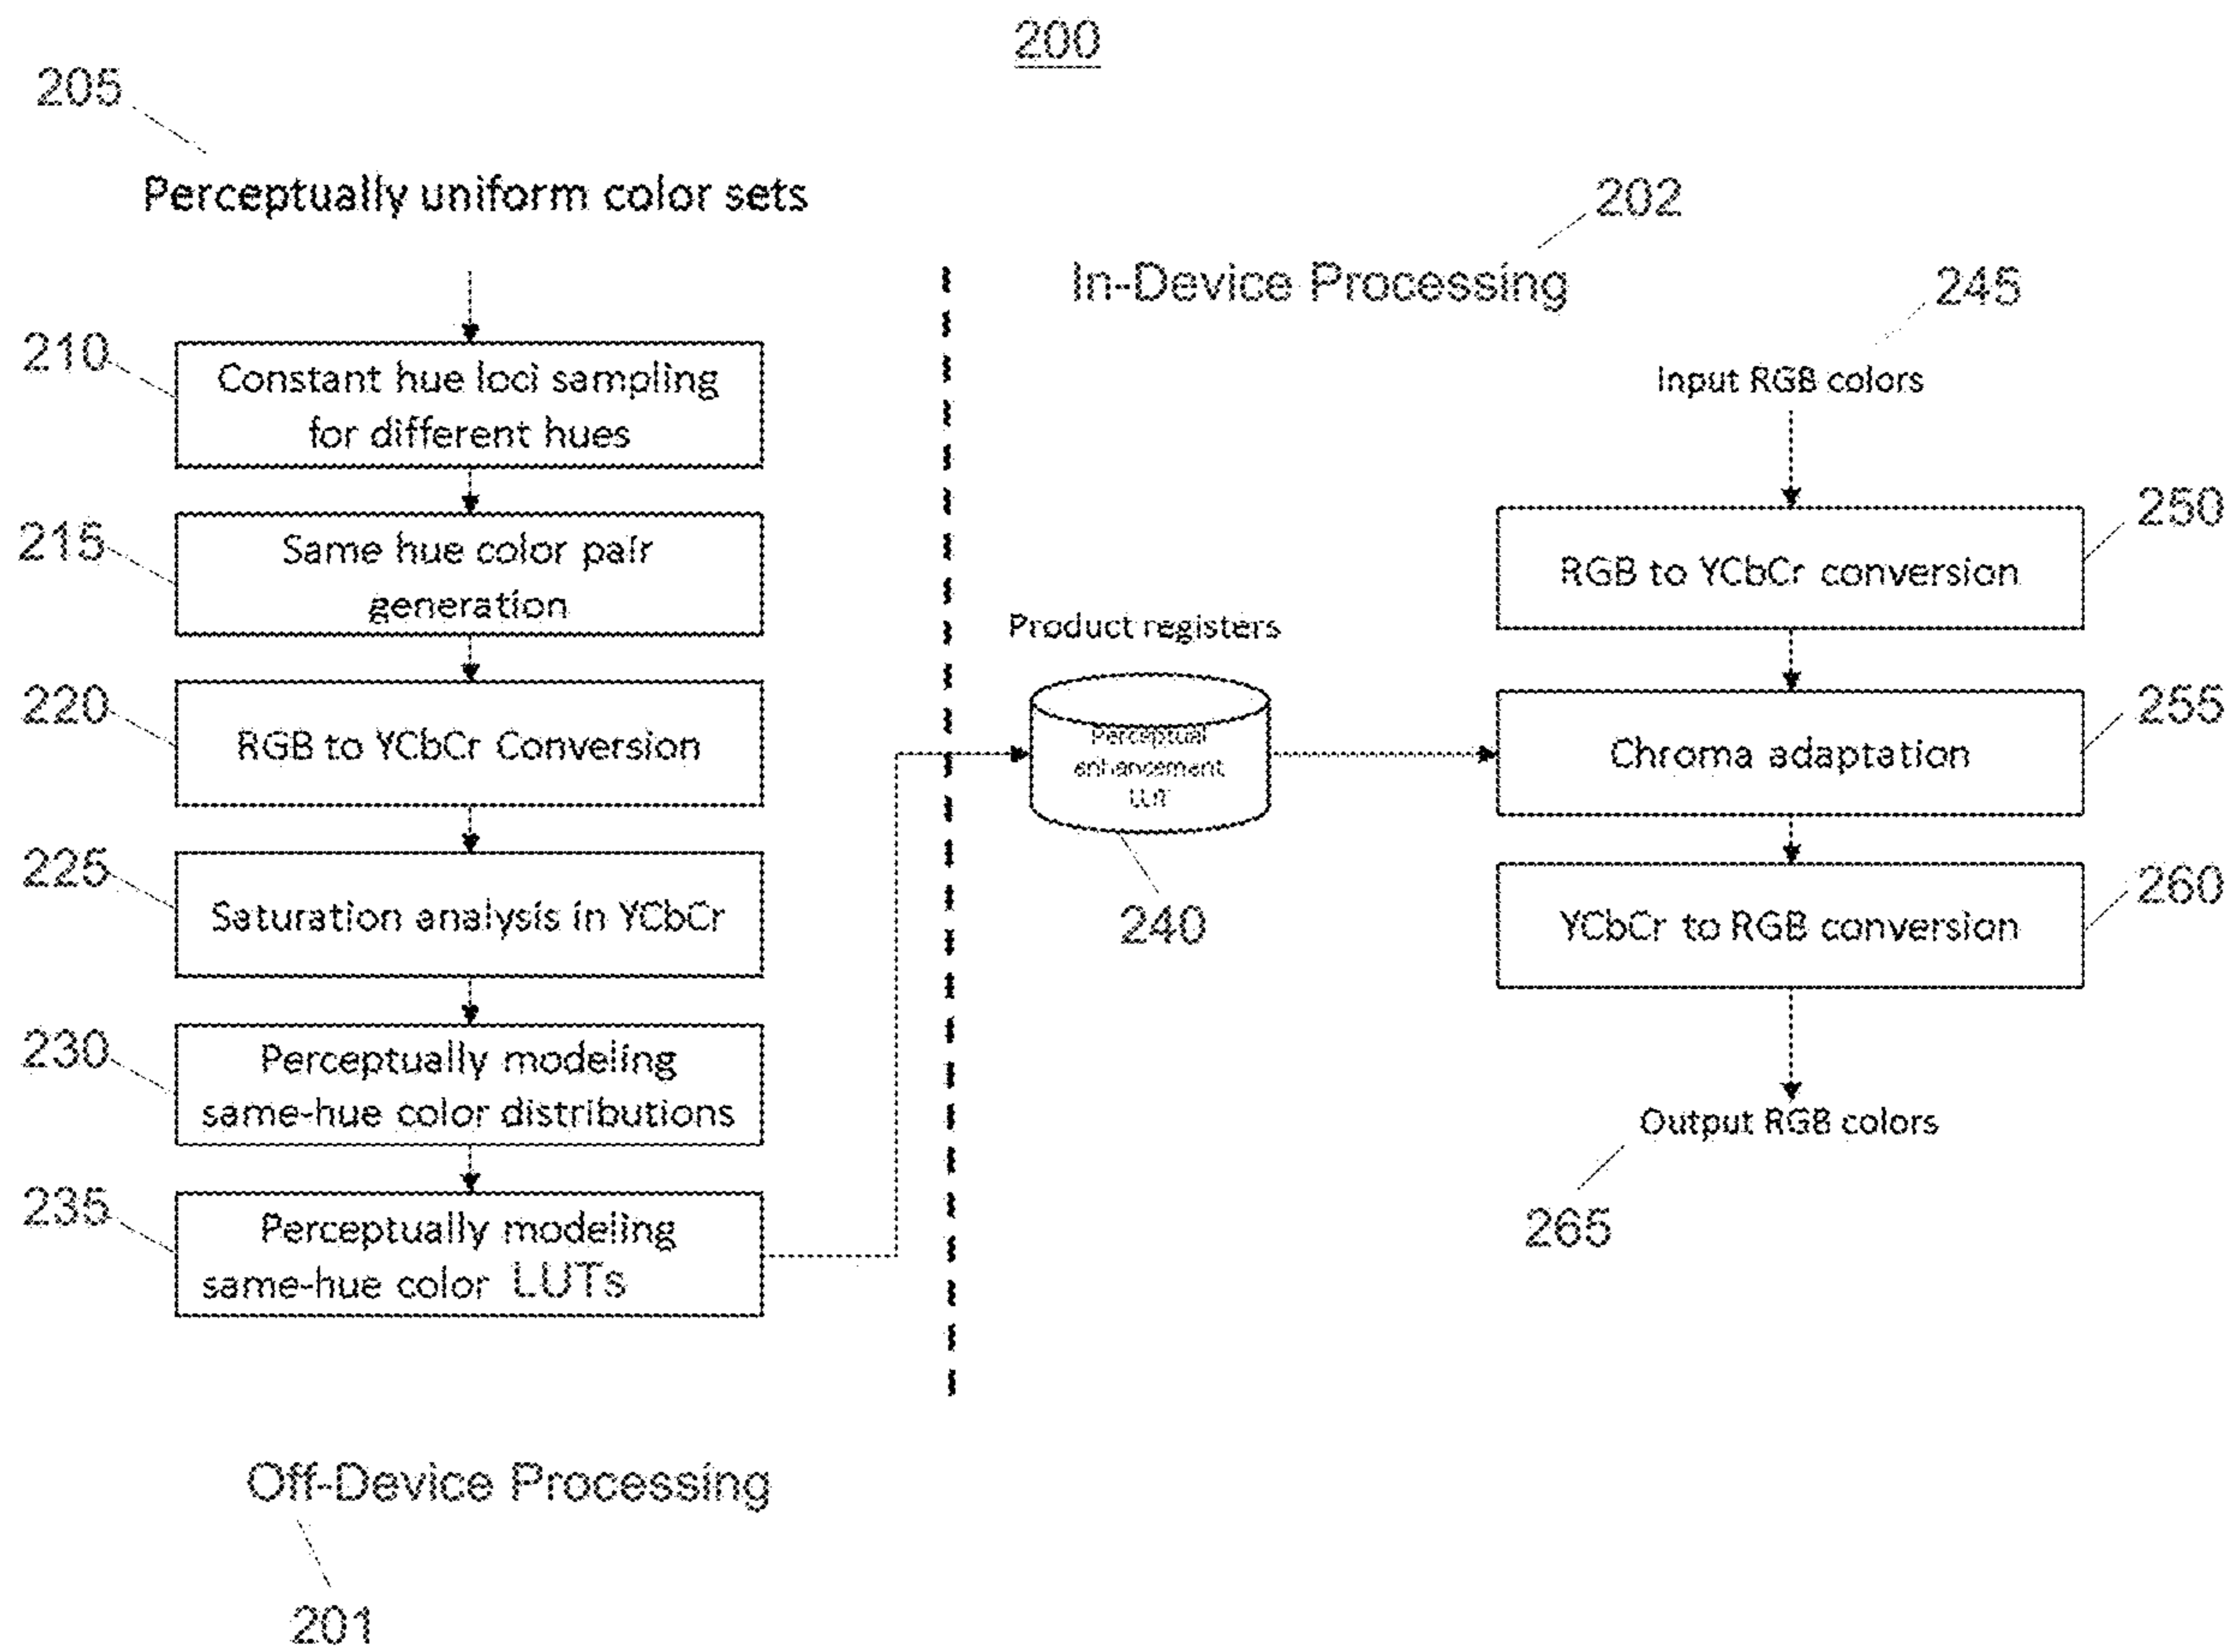 200
205
Perceptually uniform color sets
210
Constant hue loci sampling
for different hues
215
Same hue color pair
generation
220
RGB to YCbCr Conversion
225
Saturation analysis in YCbCr
230
Perceptually modeling
same-hue color distributions
235
Perceptually modeling
same-hue color LUTs
Off-Device Processing
201
202
In-Device Processing
Product registers
Perceptual
enhancement
LUT
240
245
Input RGB colors
250
RGB to YCbCr conversion
255
Chroma adaptation
260
YCbCr to RGB conversion
Output RGB colors
265